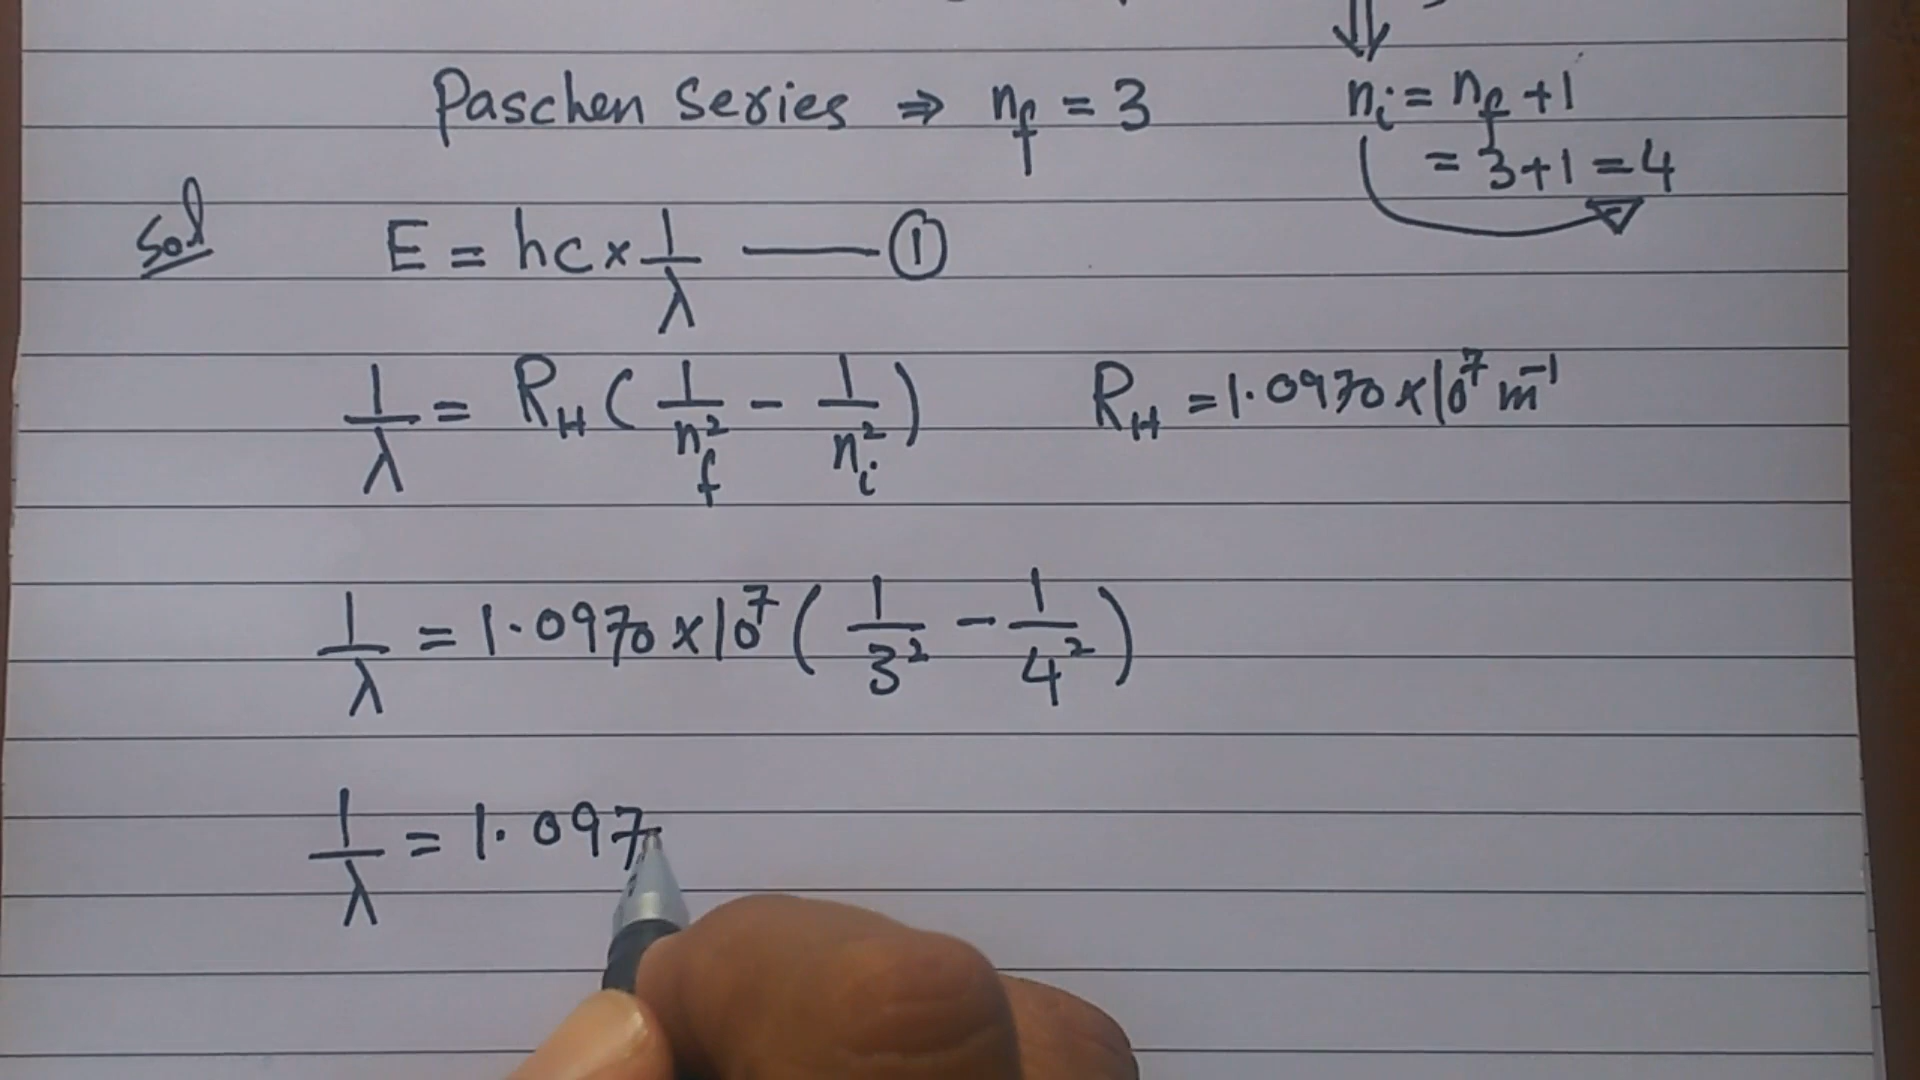 Paschen Series ⇒ n_f = 3
n_i = n_f + 1
= 3+1 = 4
Sol
E = hc × 1/λ —— ①
1/λ = R_H ( 1/n_f² - 1/n_i² )
R_H = 1.0970 × 10⁷ m⁻¹
1/λ = 1.0970 × 10⁷ ( 1/3² - 1/4² )
1/λ = 1.097